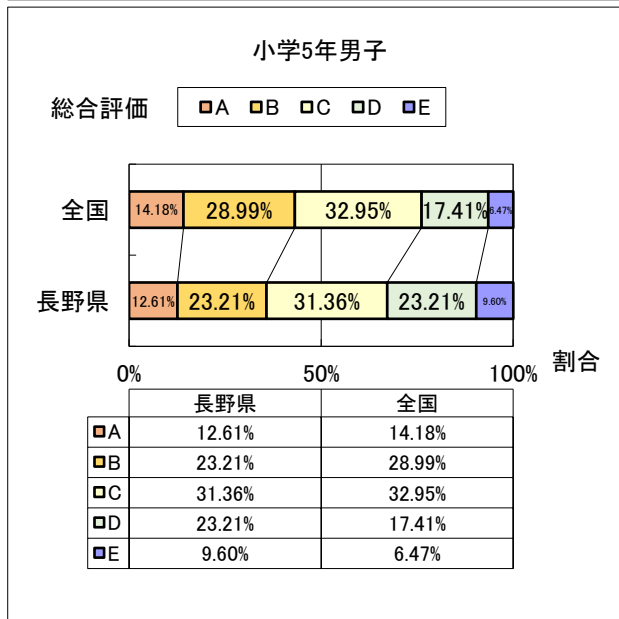 小学5年男子
総合評価 A B C D E
全国 14.18% 28.99% 32.95% 17.41% 6.47%
長野県 12.61% 23.21% 31.36% 23.21% 9.60%
0% 50% 100% 割合
長野県 全国
A 12.61% 14.18%
B 23.21% 28.99%
C 31.36% 32.95%
D 23.21% 17.41%
E 9.60% 6.47%